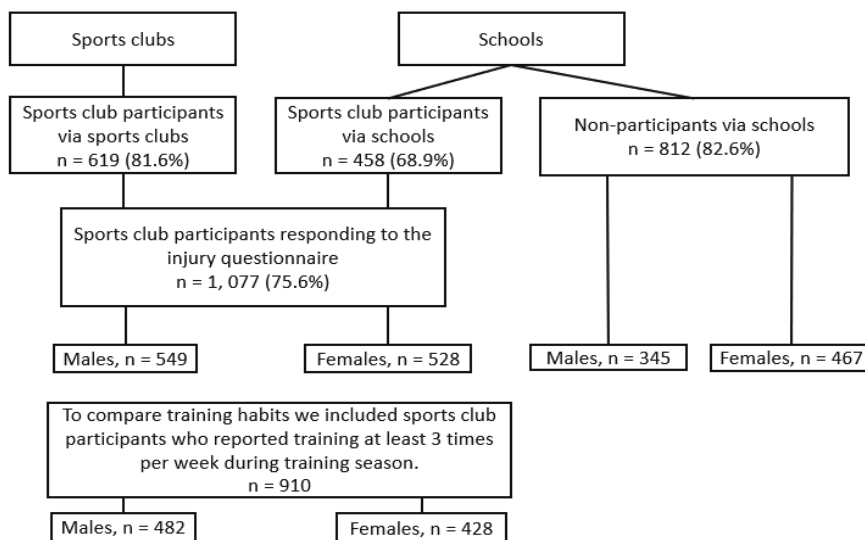 Sports clubs
Schools
Sports club participants
via sports clubs
n = 619 (81.6%)
Sports club participants
via schools
n = 458 (68.9%)
Non-participants via schools
n = 812 (82.6%)
Sports club participants responding to the
injury questionnaire
n = 1, 077 (75.6%)
Males, n = 549
Females, n = 528
Males, n = 345
Females, n = 467
To compare training habits we included sports club
participants who reported training at least 3 times
per week during training season.
n = 910
Males, n = 482
Females, n = 428